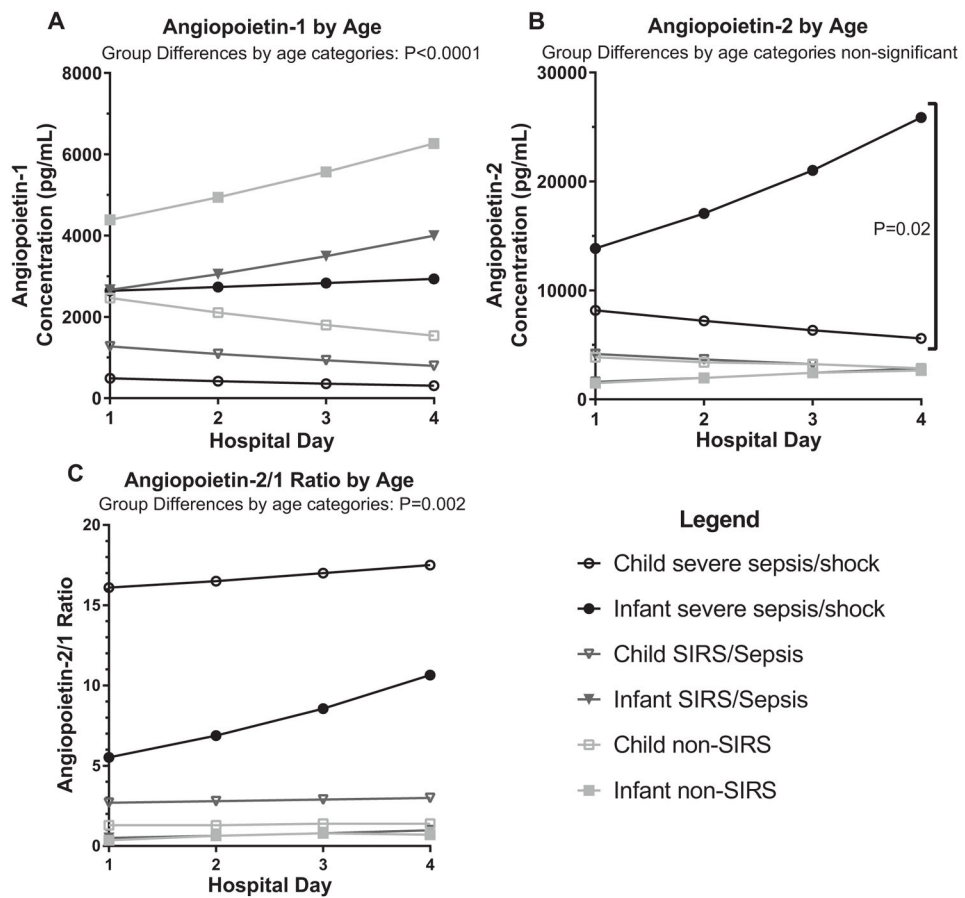 A
Angiopoietin-1 by Age
Group Differences by age categories: P<0.0001
Angiopoietin-1
Concentration (pg/mL)
8000
6000
4000
2000
0
1 2 3 4
Hospital Day
B
Angiopoietin-2 by Age
Group Differences by age categories non-significant
Angiopoietin-2
Concentration (pg/mL)
30000
20000
10000
0
P=0.02
1 2 3 4
Hospital Day
C
Angiopoietin-2/1 Ratio by Age
Group Differences by age categories: P=0.002
Angiopoietin-2/1 Ratio
20
15
10
5
0
1 2 3 4
Hospital Day
Legend
Child severe sepsis/shock
Infant severe sepsis/shock
Child SIRS/Sepsis
Infant SIRS/Sepsis
Child non-SIRS
Infant non-SIRS